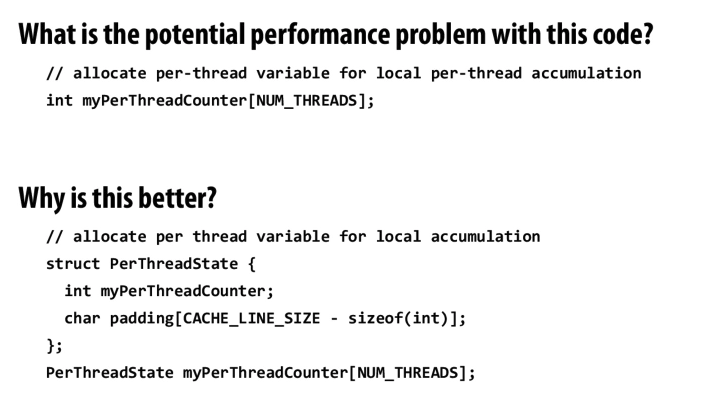 What is the potential performance problem with this code?
// allocate per-thread variable for local per-thread accumulation
int myPerThreadCounter[NUM_THREADS];
Why is this better?
// allocate per thread variable for local accumulation
struct PerThreadState {
int myPerThreadCounter;
char padding[CACHE_LINE_SIZE - sizeof(int)];
};
PerThreadState myPerThreadCounter[NUM_THREADS];